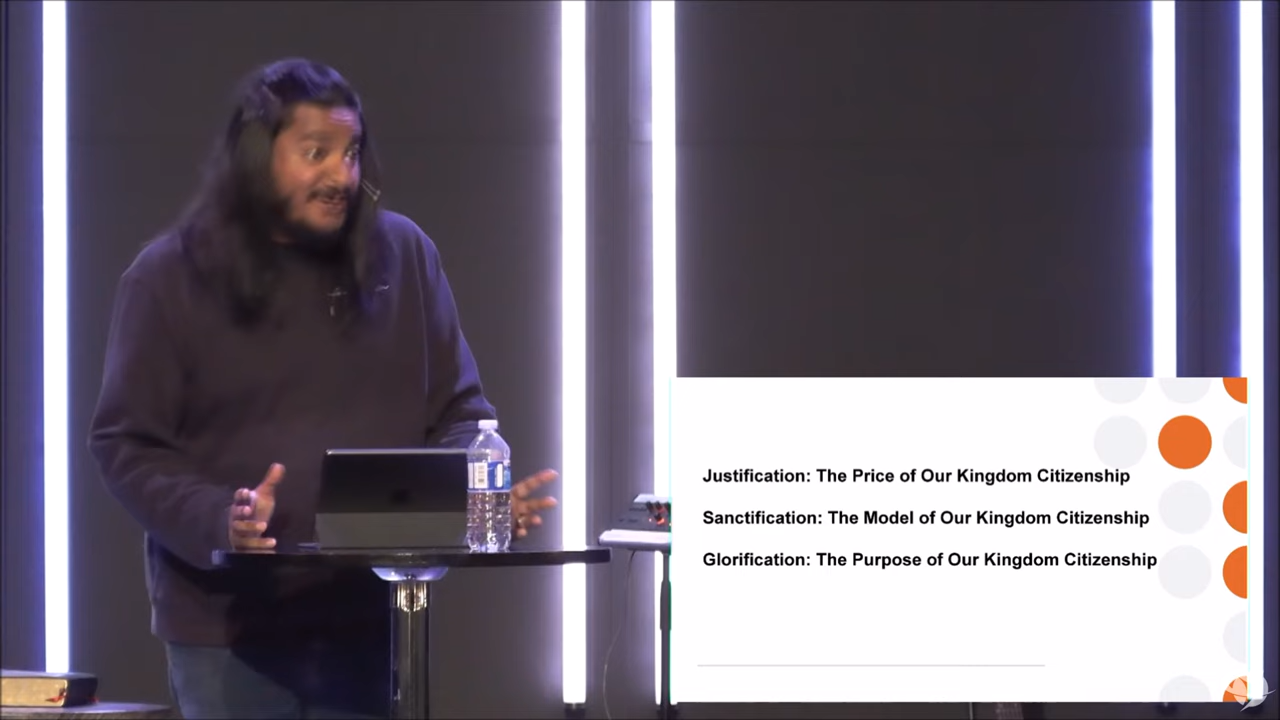 Justification: The Price of Our Kingdom Citizenship
Sanctification: The Model of Our Kingdom Citizenship
Glorification: The Purpose of Our Kingdom Citizenship